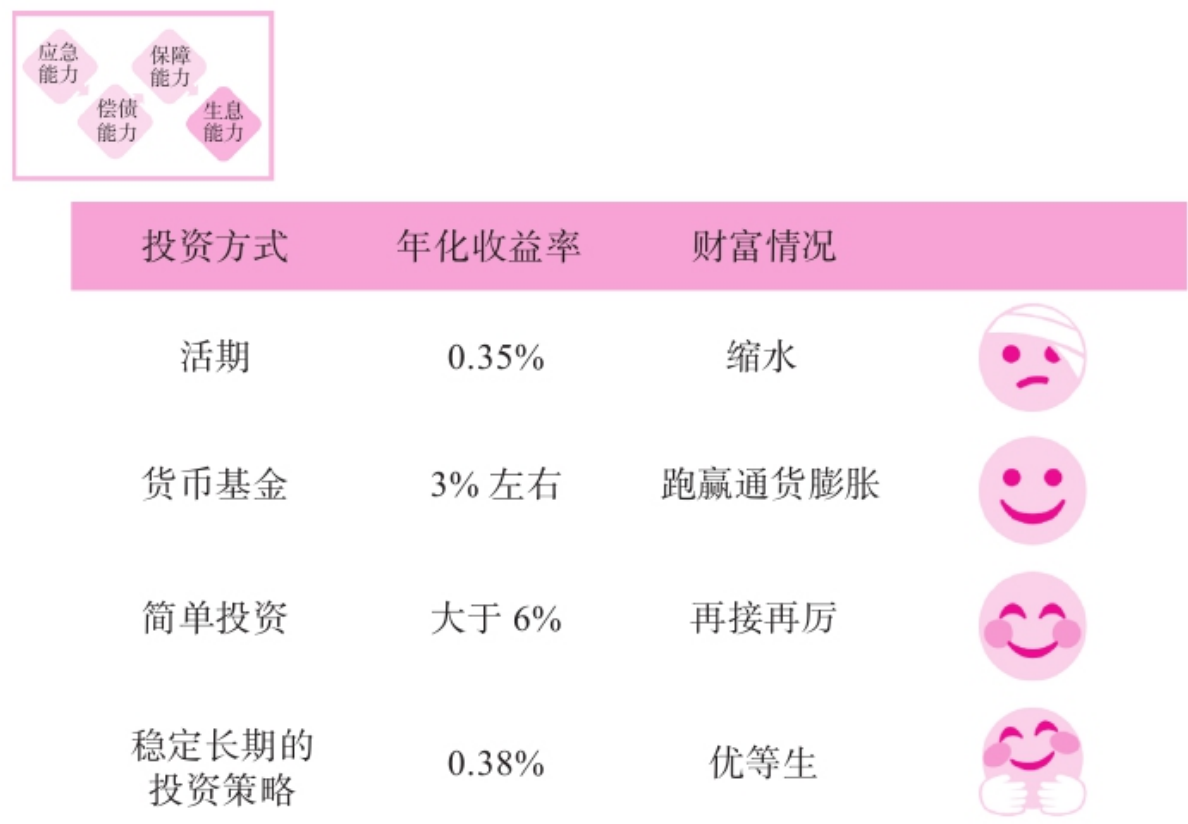 应急
能力
保障
能力
偿债
能力
生息
能力
投资方式 年化收益率 财富情况
活期 0.35% 缩水
货币基金 3% 左右 跑赢通货膨胀
简单投资 大于 6% 再接再厉
稳定长期的
投资策略 0.38% 优等生